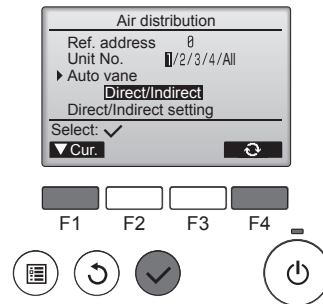 Air distribution
Ref. address 0
Unit No. 1/2/3/4/All
Auto vane
Direct/Indirect
Direct/Indirect setting
Select:
Cur.
F1 F2 F3 F4